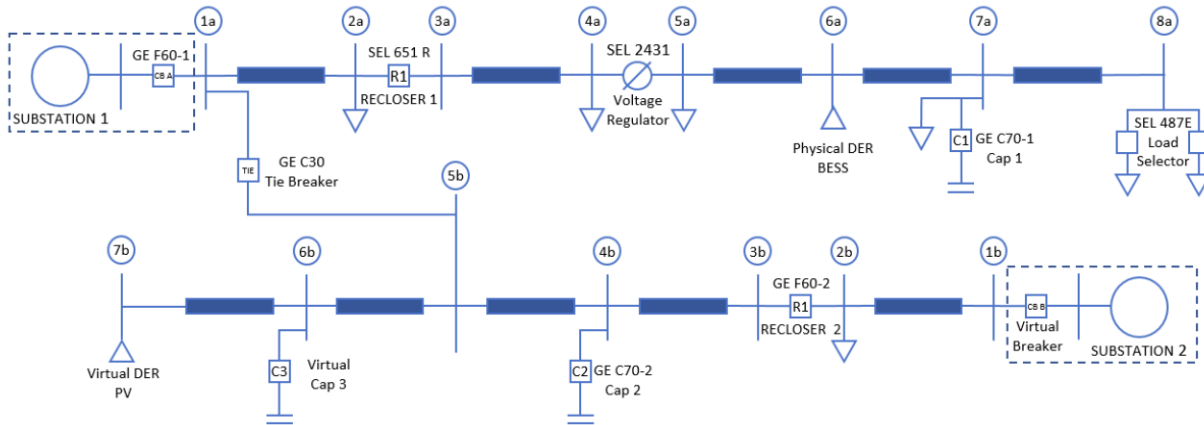 1a
2a
3a
4a
5a
6a
7a
8a
GE F60-1
CB A
SUBSTATION 1
SEL 651 R
R1
RECLOSER 1
SEL 2431
Voltage
Regulator
Physical DER
BESS
C1
GE C70-1
Cap 1
SEL 487E
Load
Selector
TIE
GE C30
Tie Breaker
5b
7b
6b
4b
3b
2b
1b
GE F60-2
R1
RECLOSER 2
CB B
Virtual
Breaker
SUBSTATION 2
Virtual DER
PV
C3
Virtual
Cap 3
C2
GE C70-2
Cap 2